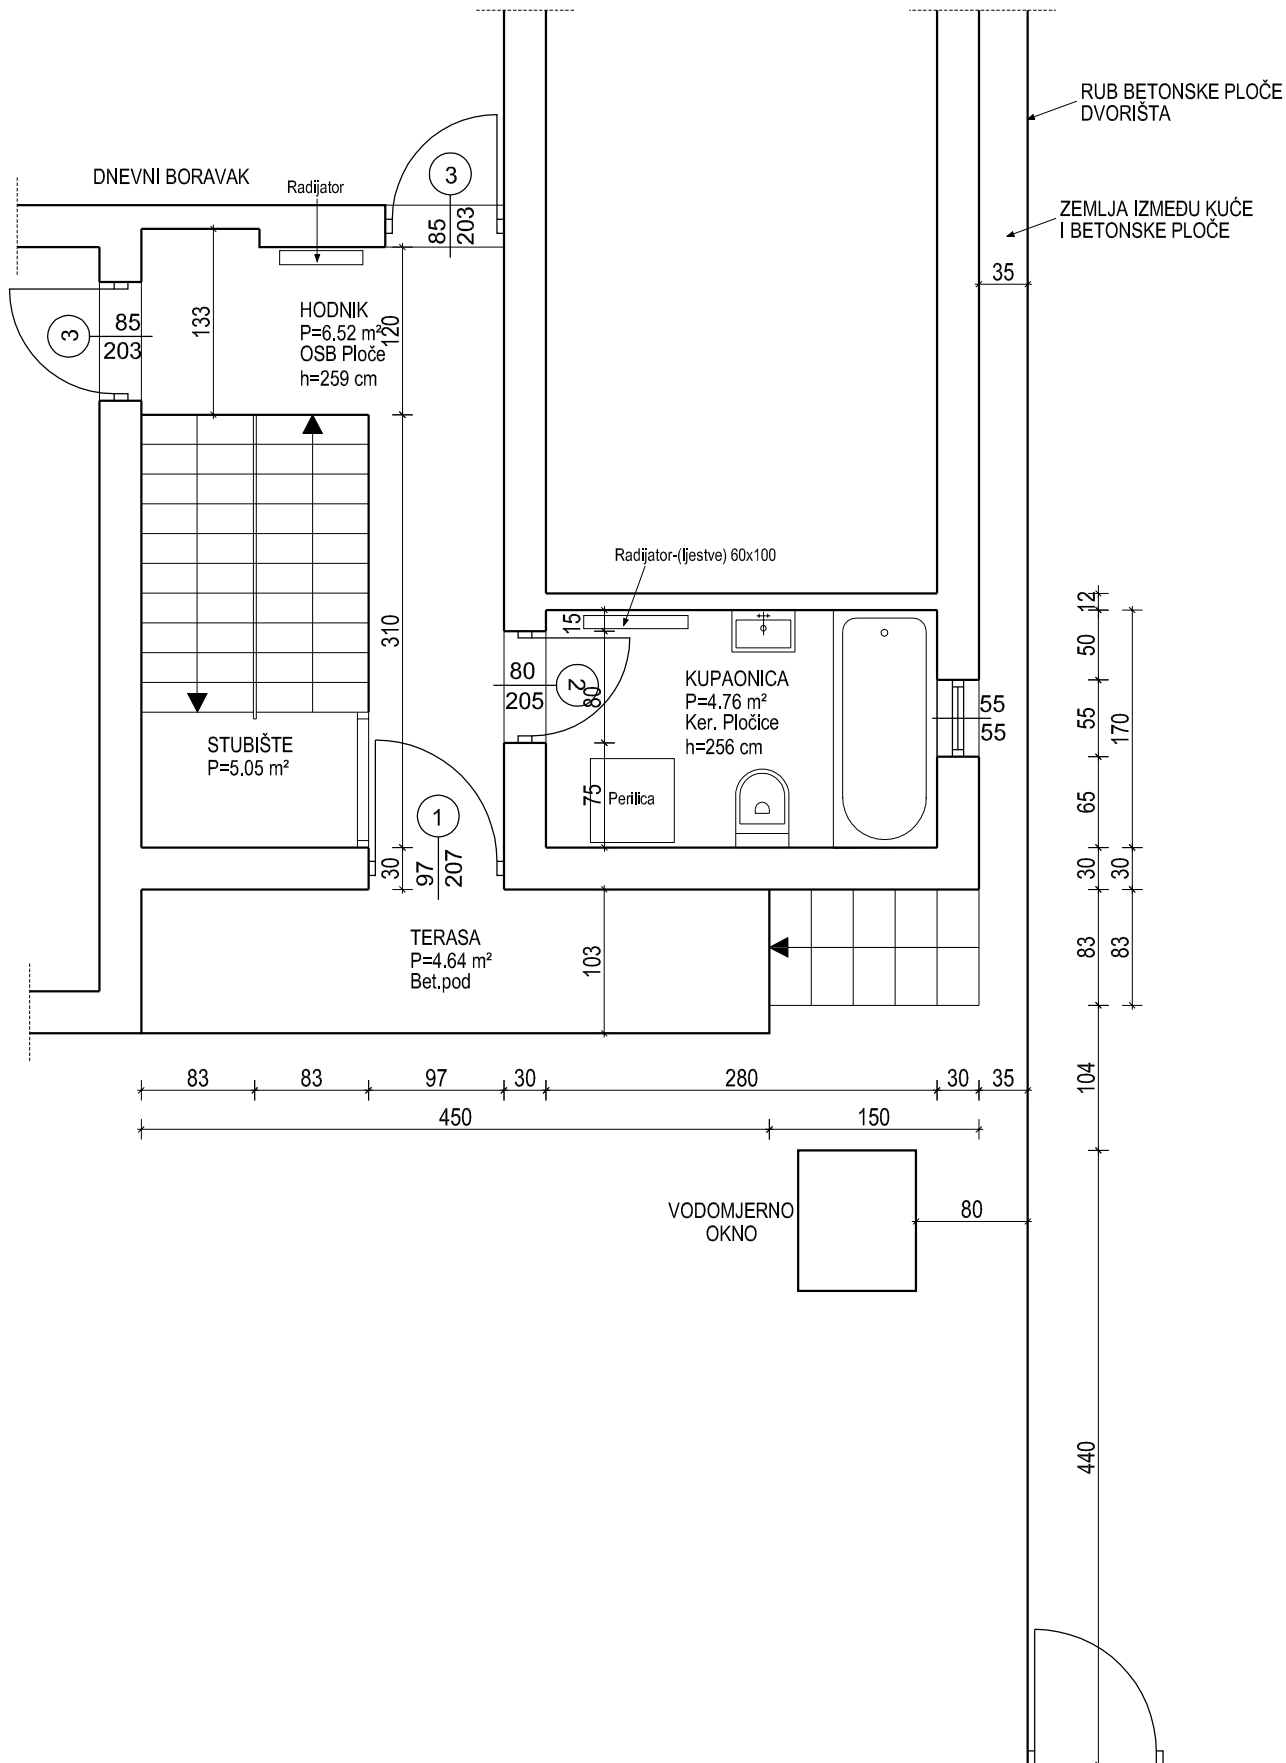 RUB BETONSKE PLOČE
DVORIŠTA
DNEVNI BORAVAK
Radijator
3
85
203
ZEMLJA IZMEĐU KUĆE
I BETONSKE PLOČE
35
3
85
203
133
HODNIK
P=6.52 m²
OSB Ploče
h=259 cm
120
310
Radijator-(ljestve) 60x100
15
80
205
2
80
KUPAONICA
P=4.76 m²
Ker. Pločice
h=256 cm
55
55
12
50
55
170
65
STUBIŠTE
P=5.05 m²
75
Perilica
1
97
207
30
30
30
TERASA
P=4.64 m²
Bet.pod
103
83
83
83
83
97
30
280
30
35
104
450
150
VODOMJERNO
OKNO
80
440